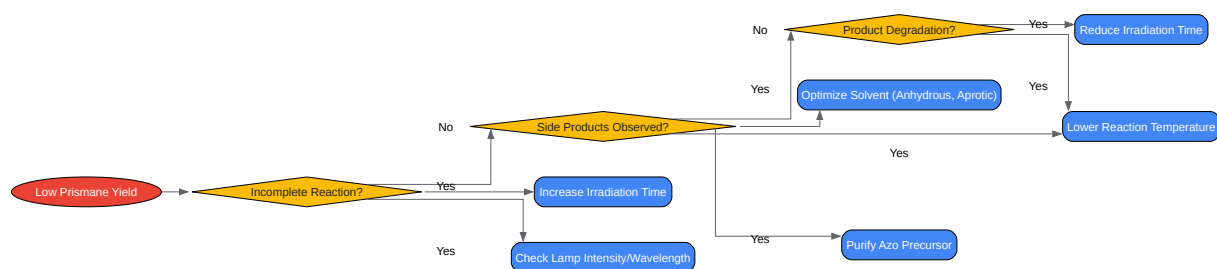 No
Product Degradation?
Yes
Reduce Irradiation Time
Yes
Optimize Solvent (Anhydrous, Aprotic)
Yes
No
Side Products Observed?
Lower Reaction Temperature
Yes
Low Prismane Yield
Incomplete Reaction?
Yes
Increase Irradiation Time
Yes
Purify Azo Precursor
Yes
Check Lamp Intensity/Wavelength